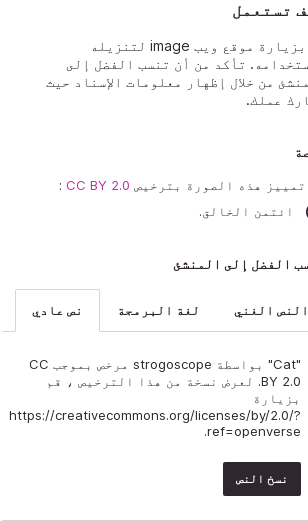 ف تستعمل
بزيارة موقع ويب image لتنزيله
ستخدامه. تأكد من أن تنسب الفضل إلى
منشئ من خلال إظهار معلومات الإسناد حيث
ارك عملك.
صة
تمييز هذه الصورة بترخيص CC BY 2.0 :
ائتمن الخالق.
سب الفضل إلى المنشئ
النص الغني لغة البرمجة نص عادي
"Cat" بواسطة strogoscope مرخص بموجب CC
BY 2.0. لعرض نسخة من هذا الترخيص ، قم
بزيارة
https://creativecommons.org/licenses/by/2.0/?
ref=openverse.
نسخ النص